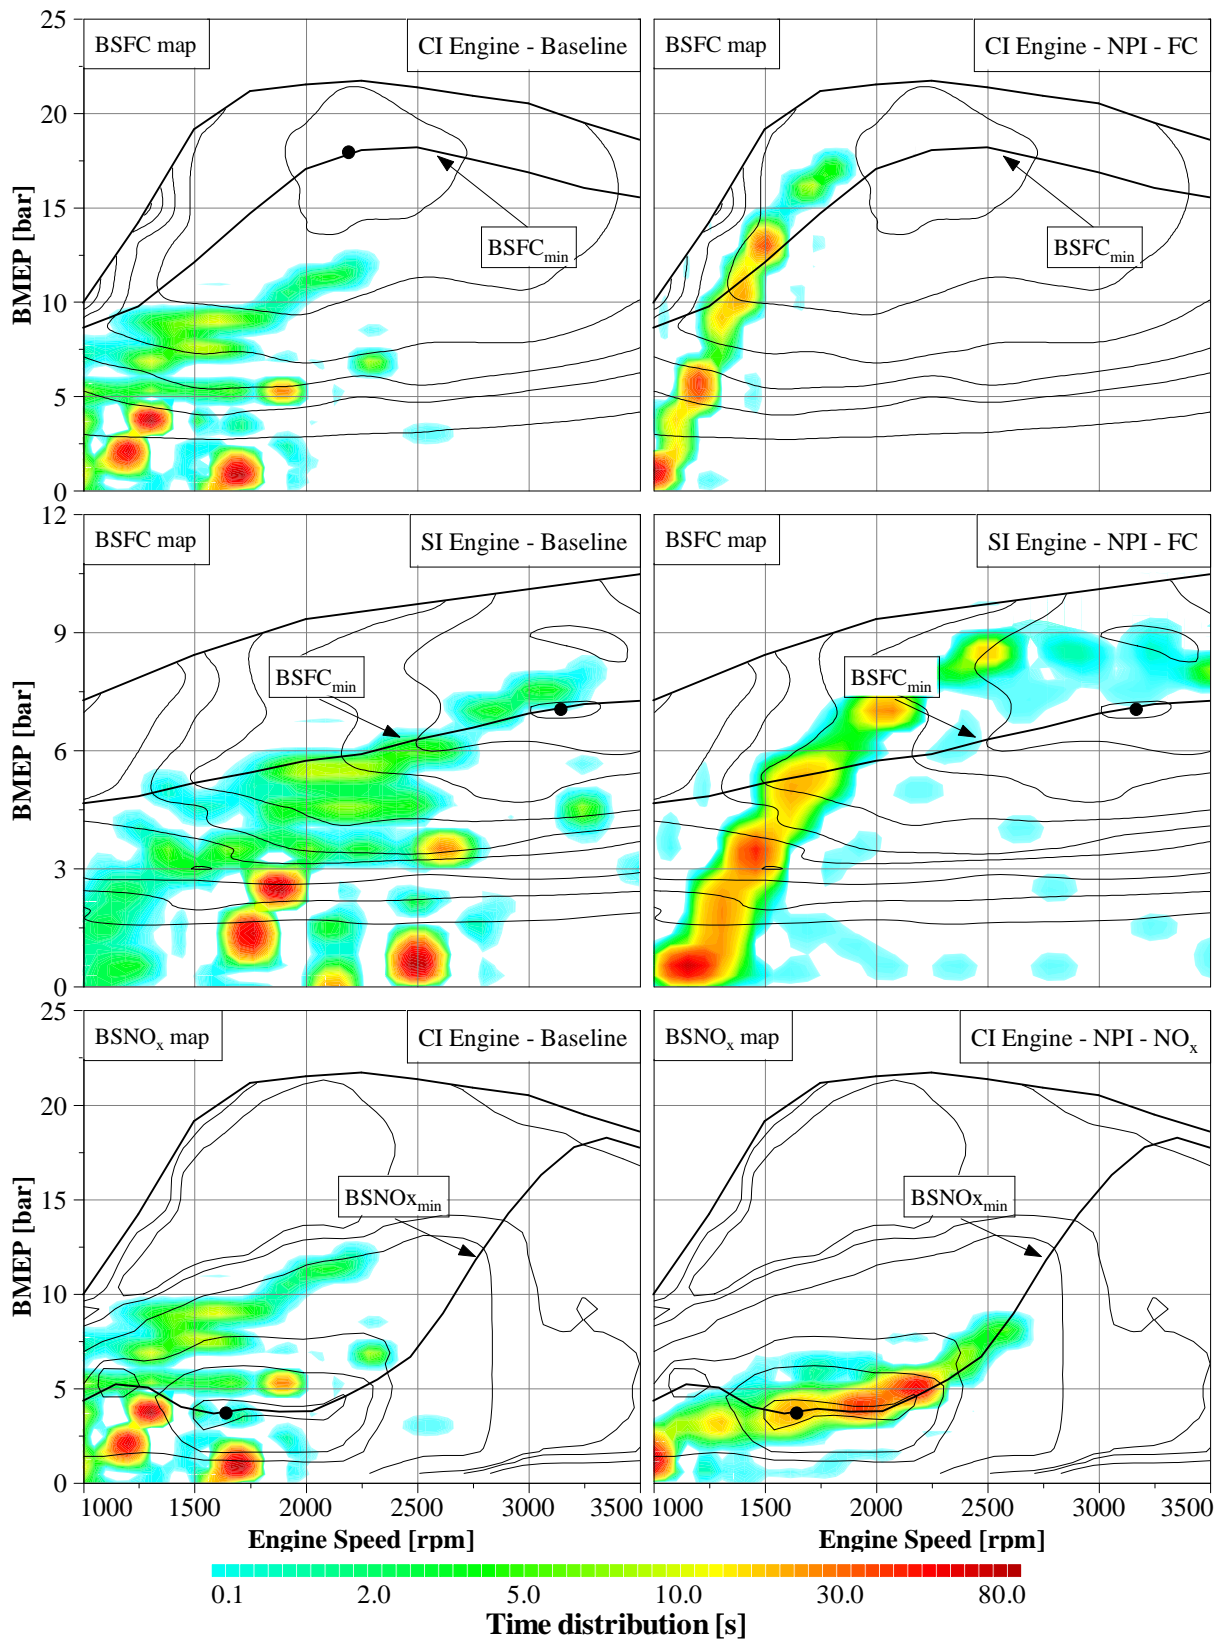 BSFC map
CI Engine - Baseline
BSFC map
CI Engine - NPI - FC
25
20
15
10
5
0
BMEP [bar]
BSFCmin
BSFCmin
BSFC map
SI Engine - Baseline
BSFC map
SI Engine - NPI - FC
12
9
6
3
0
BMEP [bar]
BSFCmin
BSFCmin
BSNOx map
CI Engine - Baseline
BSNOx map
CI Engine - NPI - NOx
25
20
15
10
5
0
BMEP [bar]
BSNOxmin
BSNOxmin
1000 1500 2000 2500 3000 3500
1000 1500 2000 2500 3000 3500
Engine Speed [rpm]
Engine Speed [rpm]
0.1 2.0 5.0 10.0 30.0 80.0
Time distribution [s]